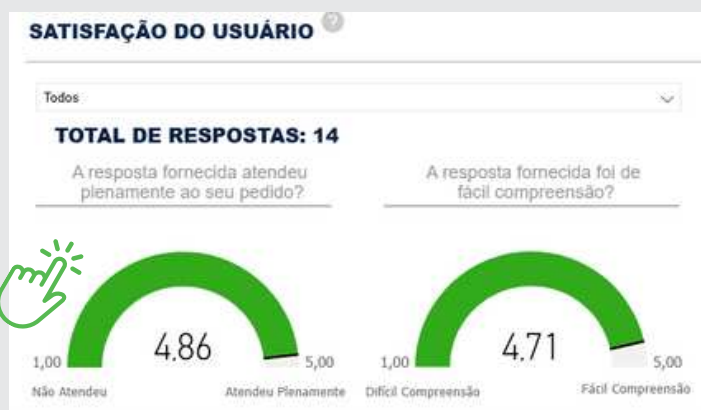 SATISFAÇÃO DO USUÁRIO ?
Todos
TOTAL DE RESPOSTAS: 14
A resposta fornecida atendeu
plenamente ao seu pedido?
4,86
1,00
5,00
Não Atendeu
Atendeu Plenamente
A resposta fornecida foi de
fácil compreensão?
4,71
1,00
5,00
Difícil Compreensão
Fácil Compreensão